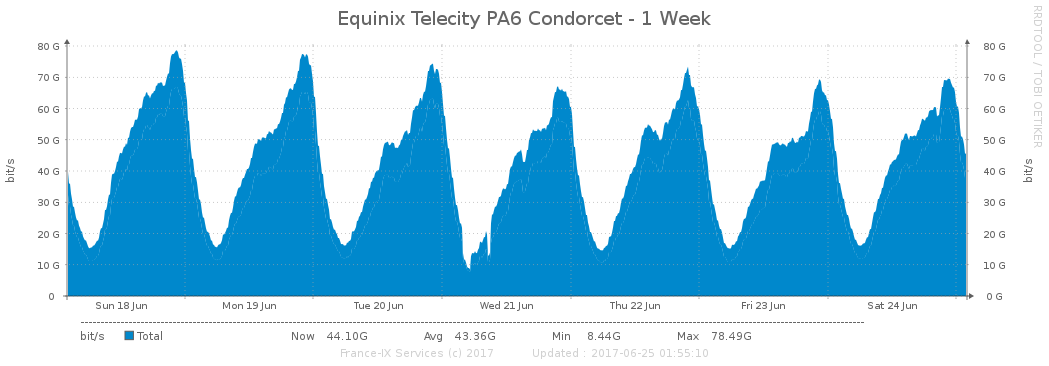 Equinix Telecity PA6 Condorcet - 1 Week
RRDTOOL / TOBI OETIKER
bit/s
80 G 80 G
70 G 70 G
60 G 60 G
50 G 50 G
40 G 40 G
30 G 30 G
20 G 20 G
10 G 10 G
0 0 G
bit/s
Sun 18 Jun Mon 19 Jun Tue 20 Jun Wed 21 Jun Thu 22 Jun Fri 23 Jun Sat 24 Jun
bit/s Total Now 44.10G Avg 43.36G Min 8.44G Max 78.49G
France-IX Services (c) 2017 Updated : 2017-06-25 01:55:10